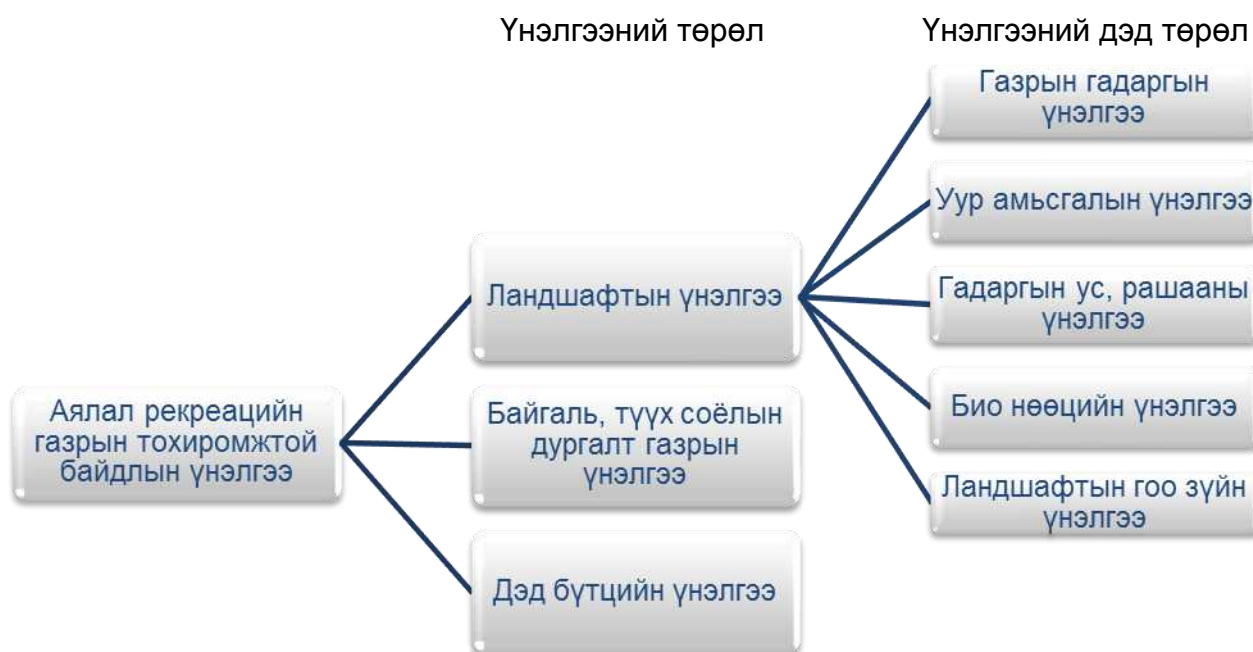 Үнэлгээний төрөл
Үнэлгээний дэд төрөл
Аялал рекреацийн
газрын тохиромжтой
байдлын үнэлгээ
Ландшафтын үнэлгээ
Байгаль, түүх соёлын
дургалт газрын
үнэлгээ
Дэд бүтцийн үнэлгээ
Газрын гадаргын
үнэлгээ
Уур амьсгалын үнэлгээ
Гадаргын ус, рашааны
үнэлгээ
Био нөөцийн үнэлгээ
Ландшафтын гоо зүйн
үнэлгээ